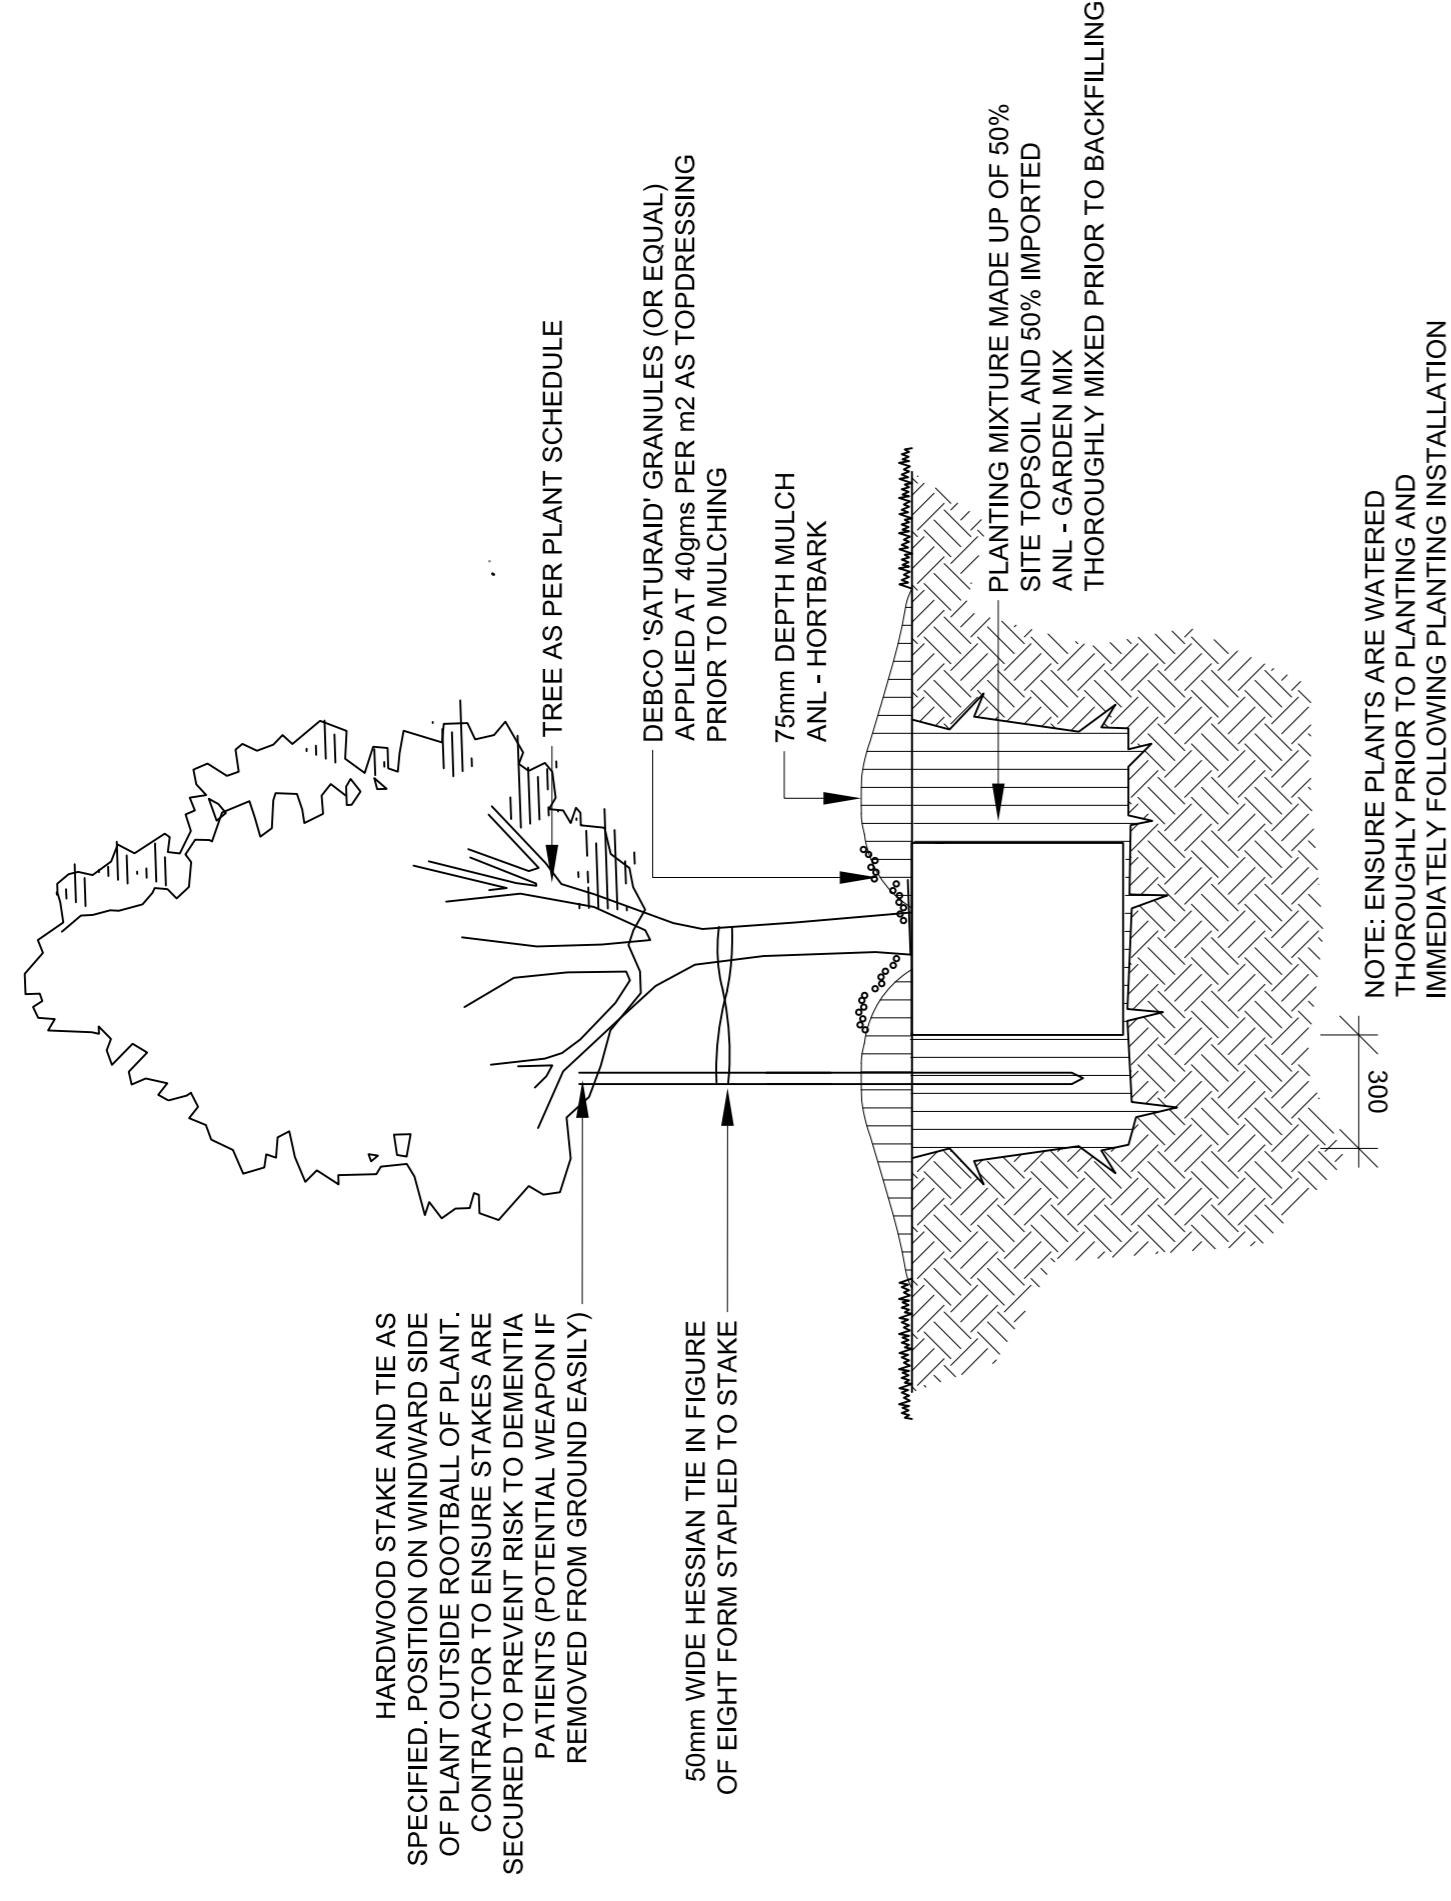 HARDWOOD STAKE AND TIE AS
SPECIFIED. POSITION ON WINDWARD SIDE
OF PLANT OUTSIDE ROOTBALL OF PLANT.
CONTRACTOR TO ENSURE STAKES ARE
SECURED TO PREVENT RISK TO DEMENTIA
PATIENTS (POTENTIAL WEAPON IF
REMOVED FROM GROUND EASILY)
50mm WIDE HESSIAN TIE IN FIGURE
OF EIGHT FORM STAPLED TO STAKE
TREE AS PER PLANT SCHEDULE
DEBCO 'SATURAID' GRANULES (OR EQUAL)
APPLIED AT 40gms PER m2 AS TOPDRESSING
PRIOR TO MULCHING
75mm DEPTH MULCH
ANL - HORTBARK
PLANTING MIXTURE MADE UP OF 50%
SITE TOPSOIL AND 50% IMPORTED
ANL - GARDEN MIX
THOROUGHLY MIXED PRIOR TO BACKFILLING
300
NOTE: ENSURE PLANTS ARE WATERED
THOROUGHLY PRIOR TO PLANTING AND
IMMEDIATELY FOLLOWING PLANTING INSTALLATION